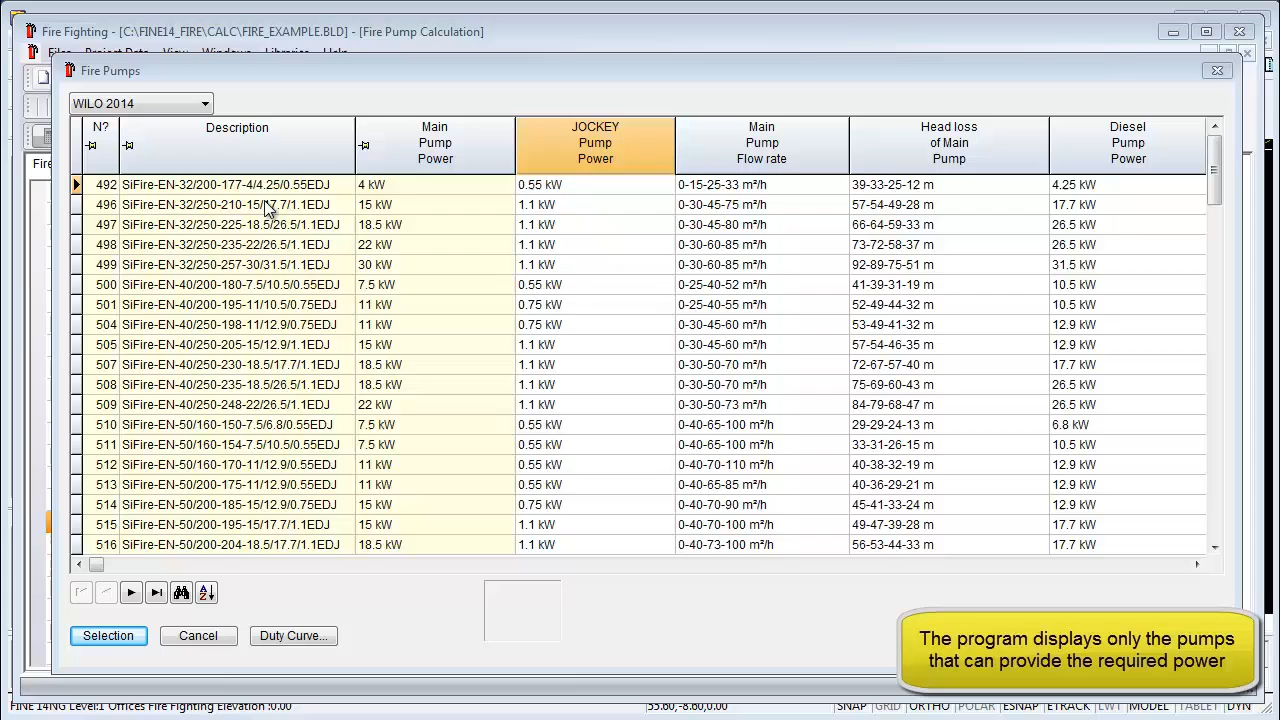 Fire Fighting - [C:\FINE14_FIRE\CALC\FIRE_EXAMPLE.BLD] - [Fire Pump Calculation]
Files Project Data View Windows Libraries Help
Fire Pumps
WILO 2014
N? Description Main Pump Power JOCKEY Pump Power Main Pump Flow rate Head loss of Main Pump Diesel Pump Power
492 SiFire-EN-32/200-177-4/4.25/0.55EDJ 4 kW 0.55 kW 0-15-25-33 m²/h 39-33-25-12 m 4.25 kW
496 SiFire-EN-32/250-210-15/17.7/1.1EDJ 15 kW 1.1 kW 0-30-45-75 m²/h 57-54-49-28 m 17.7 kW
497 SiFire-EN-32/250-225-18.5/26.5/1.1EDJ 18.5 kW 1.1 kW 0-30-45-80 m²/h 66-64-59-33 m 26.5 kW
498 SiFire-EN-32/250-235-22/26.5/1.1EDJ 22 kW 1.1 kW 0-30-60-85 m²/h 73-72-58-37 m 26.5 kW
499 SiFire-EN-32/250-257-30/31.5/1.1EDJ 30 kW 1.1 kW 0-30-60-85 m²/h 92-89-75-51 m 31.5 kW
500 SiFire-EN-40/200-180-7.5/10.5/0.55EDJ 7.5 kW 0.55 kW 0-25-40-52 m²/h 41-39-31-19 m 10.5 kW
501 SiFire-EN-40/200-195-11/10.5/0.75EDJ 11 kW 0.75 kW 0-25-40-55 m²/h 52-49-44-32 m 10.5 kW
504 SiFire-EN-40/250-198-11/12.9/0.75EDJ 11 kW 0.75 kW 0-30-45-60 m²/h 53-49-41-32 m 12.9 kW
505 SiFire-EN-40/250-205-15/12.9/1.1EDJ 11 kW 1.1 kW 0-30-45-60 m²/h 57-54-46-35 m 12.9 kW
507 SiFire-EN-40/250-230-18.5/17.7/1.1EDJ 18.5 kW 1.1 kW 0-30-50-70 m²/h 72-67-57-40 m 17.7 kW
508 SiFire-EN-40/250-235-18.5/26.5/1.1EDJ 18.5 kW 1.1 kW 0-30-50-70 m²/h 75-69-60-43 m 26.5 kW
509 SiFire-EN-40/250-248-22/26.5/1.1EDJ 22 kW 1.1 kW 0-30-50-73 m²/h 84-79-68-47 m 26.5 kW
510 SiFire-EN-50/160-150-7.5/6.8/0.55EDJ 7.5 kW 0.55 kW 0-40-65-100 m²/h 29-29-24-13 m 6.8 kW
511 SiFire-EN-50/160-154-7.5/10.5/0.55EDJ 7.5 kW 0.55 kW 0-40-65-100 m²/h 33-31-26-15 m 10.5 kW
512 SiFire-EN-50/160-170-11/12.9/0.55EDJ 11 kW 0.55 kW 0-40-70-110 m²/h 40-38-32-19 m 12.9 kW
513 SiFire-EN-50/200-175-11/12.9/0.55EDJ 11 kW 0.55 kW 0-40-65-85 m²/h 40-36-29-21 m 12.9 kW
514 SiFire-EN-50/200-185-15/12.9/0.75EDJ 15 kW 0.75 kW 0-40-70-90 m²/h 45-41-33-24 m 12.9 kW
515 SiFire-EN-50/200-195-15/17.7/1.1EDJ 15 kW 1.1 kW 0-40-70-100 m²/h 49-47-39-28 m 17.7 kW
516 SiFire-EN-50/200-204-18.5/17.7/1.1EDJ 18.5 kW 1.1 kW 0-40-73-100 m²/h 56-53-44-33 m 17.7 kW
Selection Cancel Duty Curve...
The program displays only the pumps
that can provide the required power
FINE 14NG Level:1 Offices Fire Fighting Elevation :0.00 SNAP GRID ORTHO POLAR ESNAP ETRACK LWT MODEL TABLET DYN